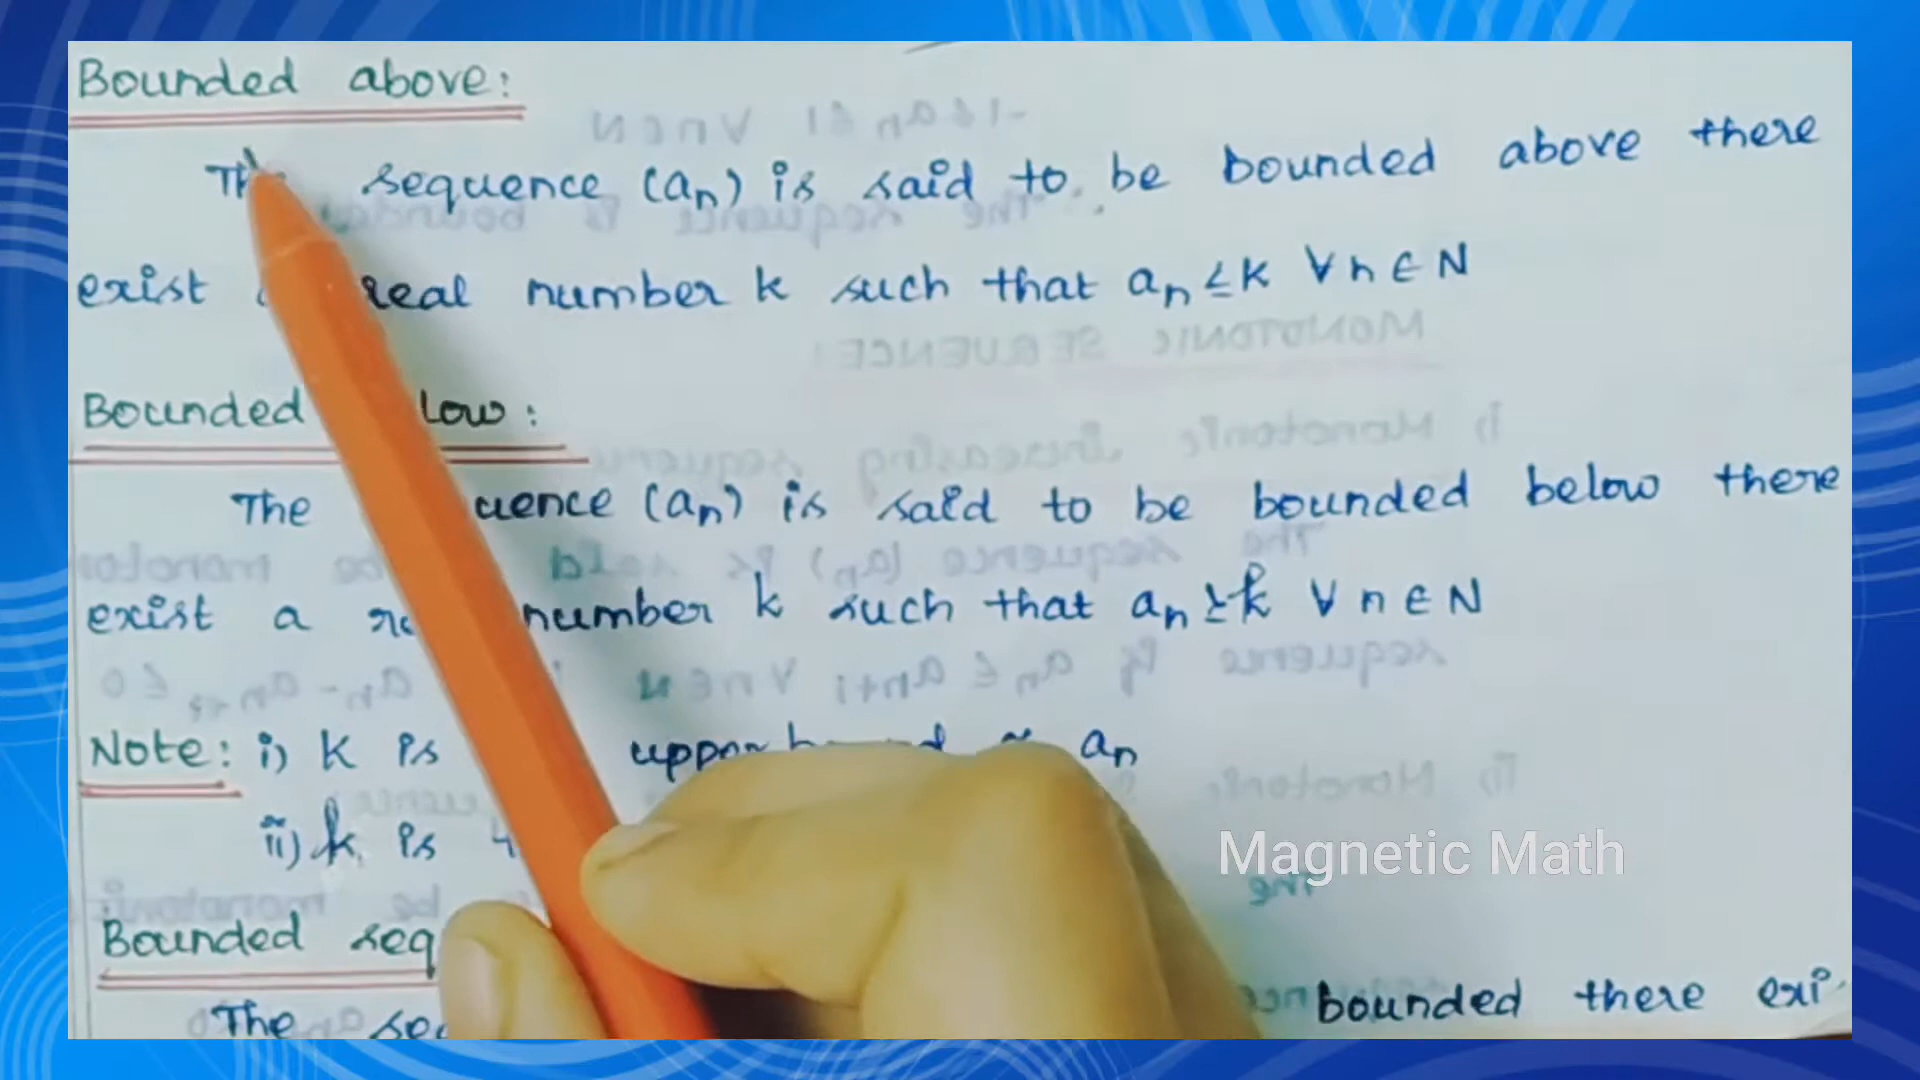 Bounded above:
The sequence (an) is said to be bounded above there
exist real number k such that an ≤ k ∀ n ∈ N
Bounded low:
The uence (an) is said to be bounded below there
exist a number k such that an ≥ k ∀ n ∈ N
Note: i) k is upper bound an
ii) k is
Magnetic Math
Bounded seq
The bounded there exi